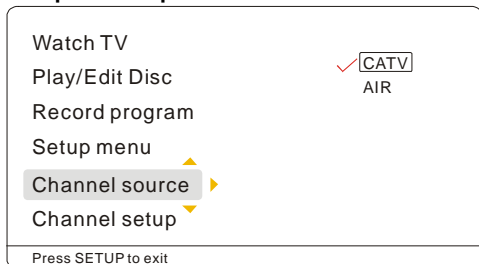 Watch TV
Play/Edit Disc
Record program
Setup menu
Channel source
Channel setup
CATV
AIR
Press SETUP to exit